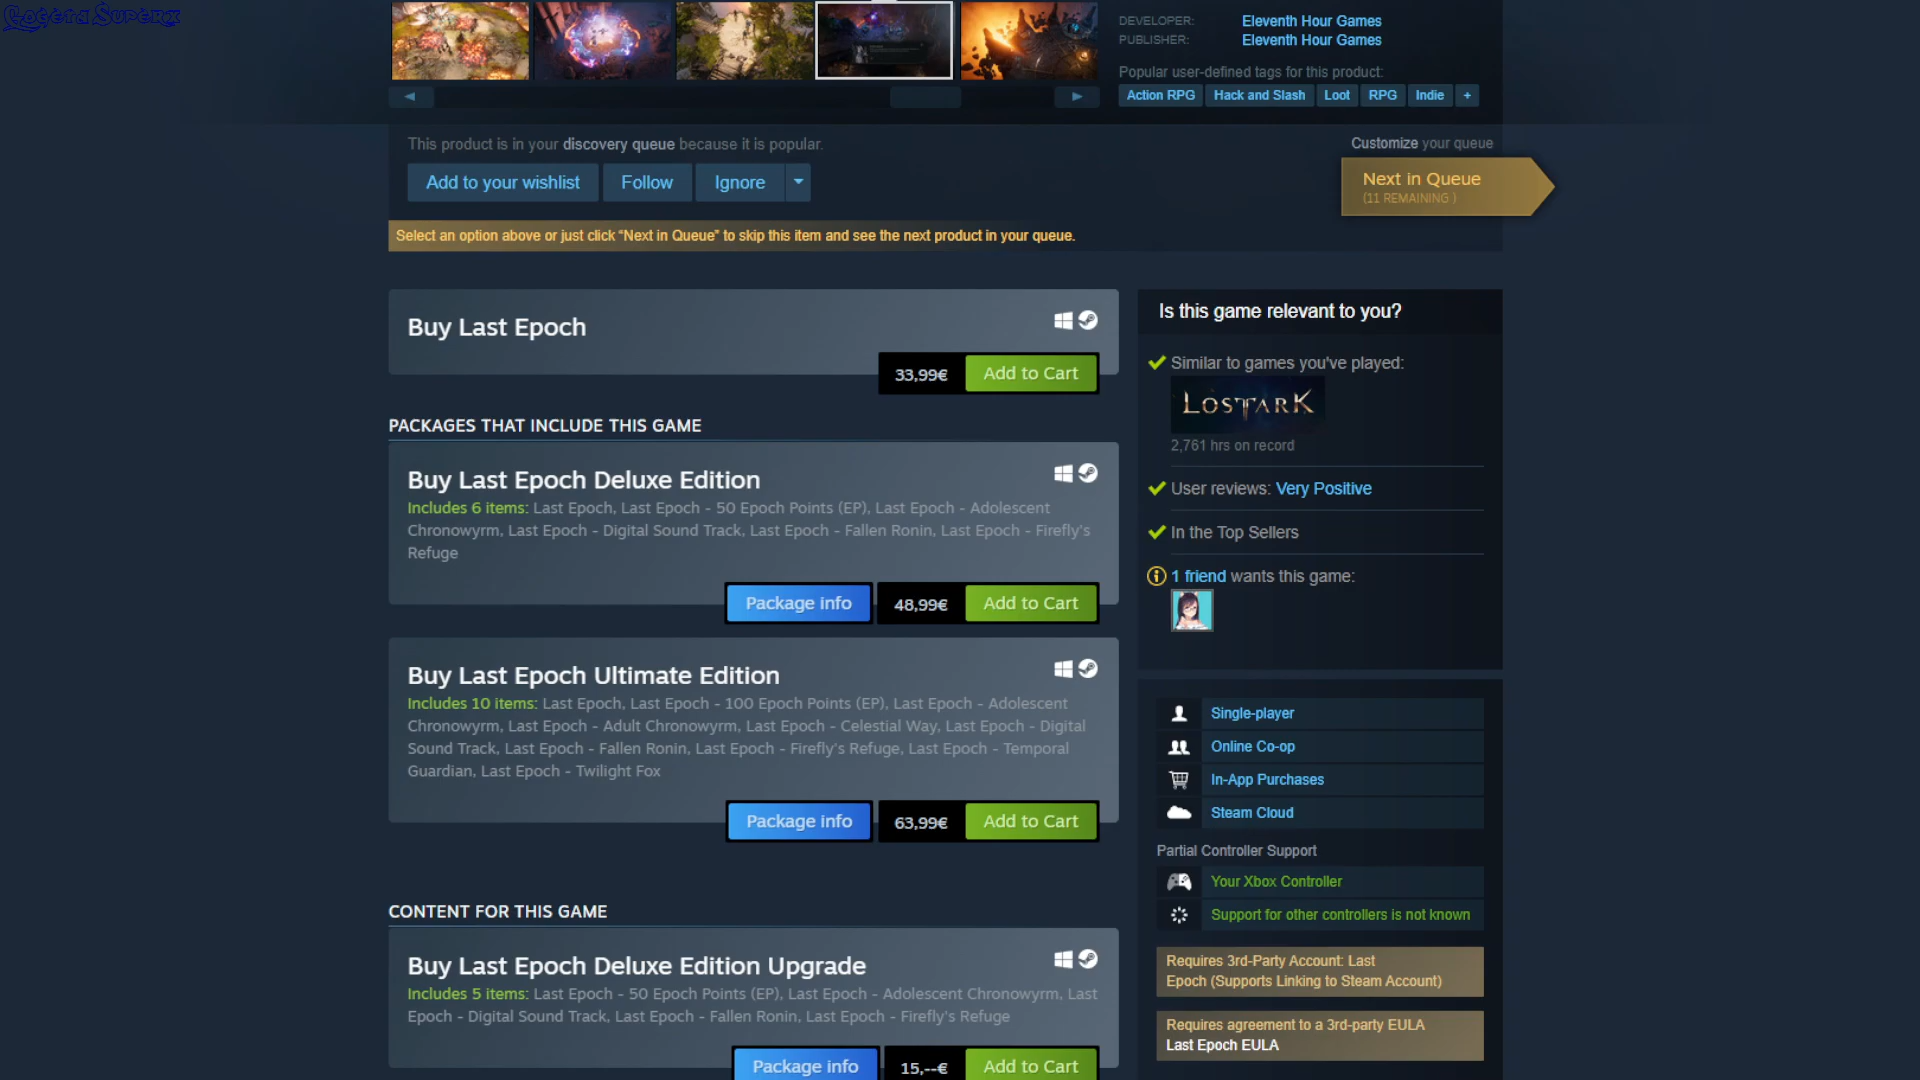 DEVELOPER: Eleventh Hour Games
PUBLISHER: Eleventh Hour Games
Popular user-defined tags for this product:
Action RPG Hack and Slash Loot RPG Indie +
This product is in your discovery queue because it is popular.
Customize your queue
Add to your wishlist Follow Ignore
Next in Queue
(11 REMAINING )
Select an option above or just click “Next in Queue” to skip this item and see the next product in your queue.
Buy Last Epoch
33,99€ Add to Cart
PACKAGES THAT INCLUDE THIS GAME
Buy Last Epoch Deluxe Edition
Includes 6 items: Last Epoch, Last Epoch - 50 Epoch Points (EP), Last Epoch - Adolescent
Chronowyrm, Last Epoch - Digital Sound Track, Last Epoch - Fallen Ronin, Last Epoch - Firefly's
Refuge
Package info 48,99€ Add to Cart
Buy Last Epoch Ultimate Edition
Includes 10 items: Last Epoch, Last Epoch - 100 Epoch Points (EP), Last Epoch - Adolescent
Chronowyrm, Last Epoch - Adult Chronowyrm, Last Epoch - Celestial Way, Last Epoch - Digital
Sound Track, Last Epoch - Fallen Ronin, Last Epoch - Firefly's Refuge, Last Epoch - Temporal
Guardian, Last Epoch - Twilight Fox
Package info 63,99€ Add to Cart
CONTENT FOR THIS GAME
Buy Last Epoch Deluxe Edition Upgrade
Includes 5 items: Last Epoch - 50 Epoch Points (EP), Last Epoch - Adolescent Chronowyrm, Last
Epoch - Digital Sound Track, Last Epoch - Fallen Ronin, Last Epoch - Firefly's Refuge
Package info 15,--€ Add to Cart
Is this game relevant to you?
Similar to games you've played:
LOST ARK
2,761 hrs on record
User reviews: Very Positive
In the Top Sellers
1 friend wants this game:
Single-player
Online Co-op
In-App Purchases
Steam Cloud
Partial Controller Support
Your Xbox Controller
Support for other controllers is not known
Requires 3rd-Party Account: Last
Epoch (Supports Linking to Steam Account)
Requires agreement to a 3rd-party EULA
Last Epoch EULA